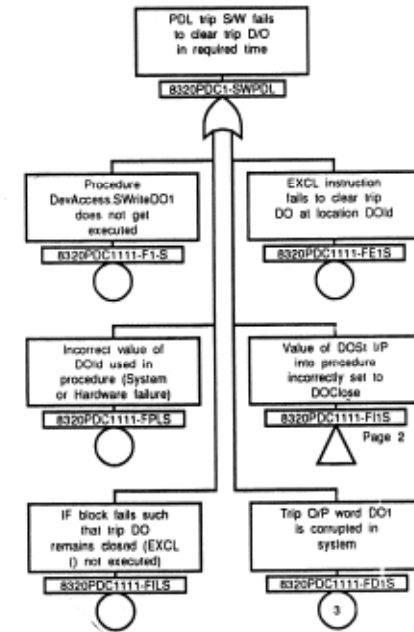 PDL trip S/W fails
to clear trip D/O
in required time
8320PDC1-SWPDL
Procedure
DevAccess.SWriteDO1
does not get
executed
8320PDC1111-F1-S
EXCL instruction
fails to clear trip
DO at location DOId
8320PDC1111-FE1S
Incorrect value of
DOId used in
procedure (System
or Hardware failure)
8320PDC1111-FPLS
Value of DOSt I/P
into procedure
incorrectly set to
DOClose
8320PDC1111-FI1S
Page 2
IF block fails such
that trip DO
remains closed (EXCL
() not executed)
8320PDC1111-FILS
Trip O/P word DO1
is corrupted in
system
8320PDC1111-FD1S
3